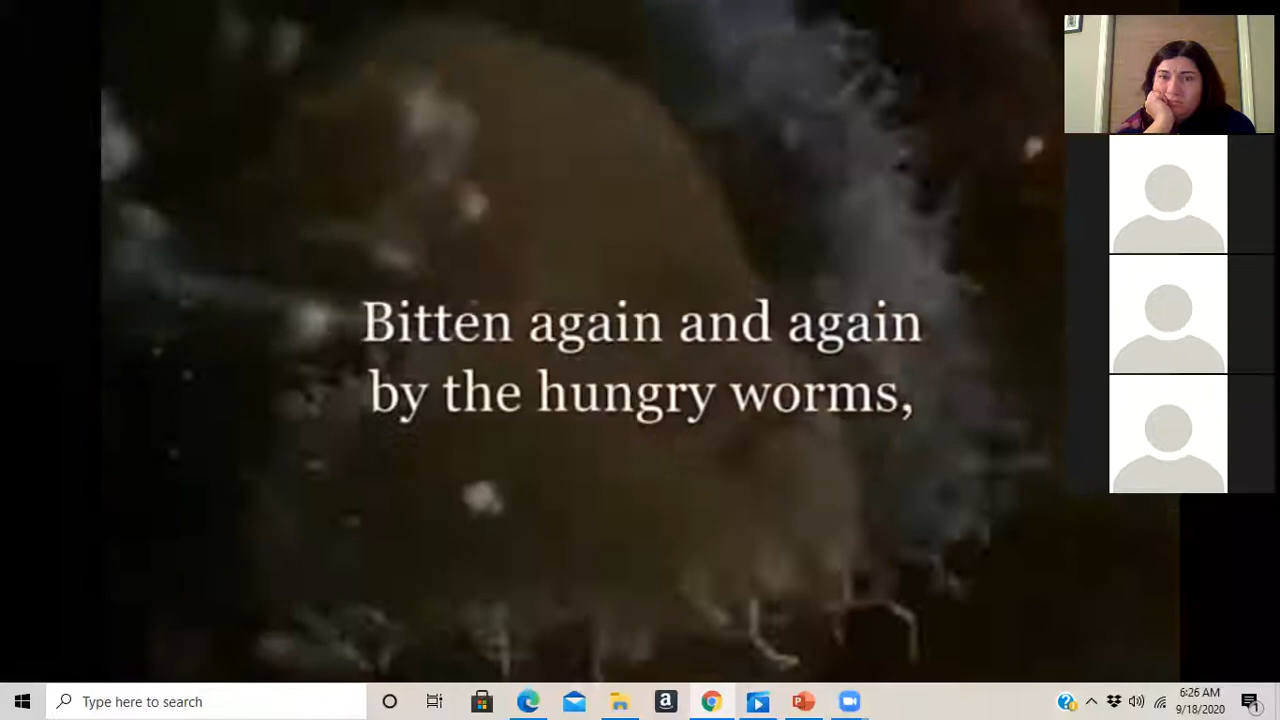 Bitten again and again
by the hungry worms,
Type here to search
6:26 AM
9/18/2020